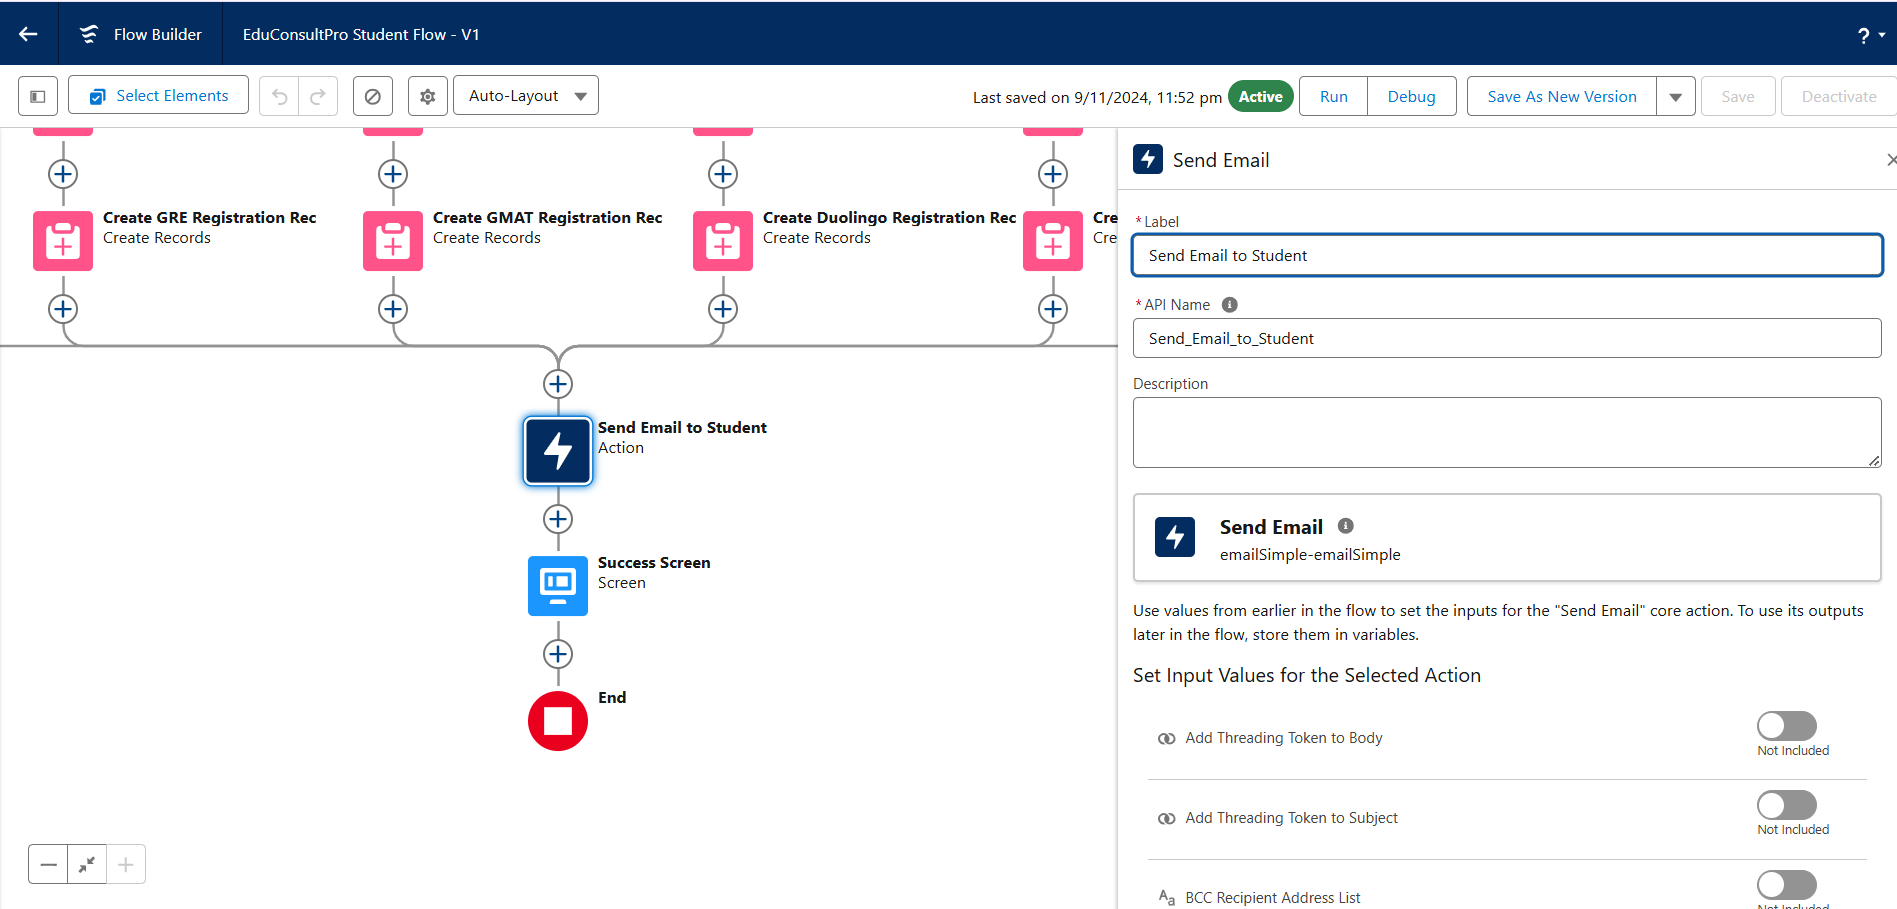 Flow Builder
EduConsultPro Student Flow - V1
?
Select Elements
Auto-Layout
Last saved on 9/11/2024, 11:52 pm
Active
Run
Debug
Save As New Version
Save
Deactivate
Create GRE Registration Rec
Create Records
Create GMAT Registration Rec
Create Records
Create Duolingo Registration Rec
Create Records
Cre
Cre
Send Email to Student
Action
Success Screen
Screen
End
Send Email
* Label
Send Email to Student
* API Name
Send_Email_to_Student
Description
Send Email
emailSimple-emailSimple
Use values from earlier in the flow to set the inputs for the "Send Email" core action. To use its outputs
later in the flow, store them in variables.
Set Input Values for the Selected Action
Add Threading Token to Body
Not Included
Add Threading Token to Subject
Not Included
Aa BCC Recipient Address List
Not Included